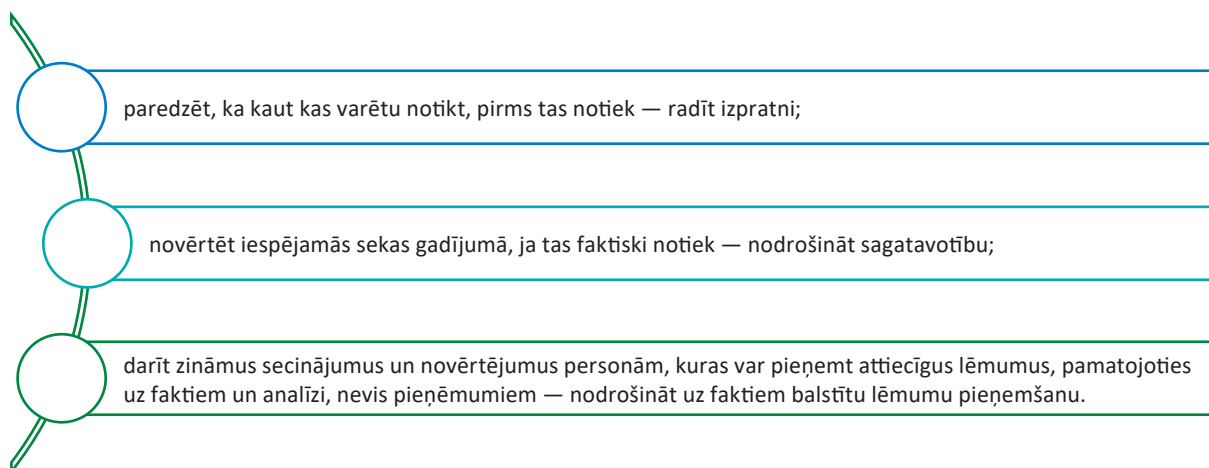 paredzēt, ka kaut kas varētu notikt, pirms tas notiek — radīt izpratni;
novērtēt iespējamās sekas gadījumā, ja tas faktiski notiek — nodrošināt sagatavotību;
darīt zināmus secinājumus un novērtējumus personām, kuras var pieņemt attiecīgus lēmumus, pamatojoties
uz faktiem un analīzi, nevis pieņēmumiem — nodrošināt uz faktiem balstītu lēmumu pieņemšanu.